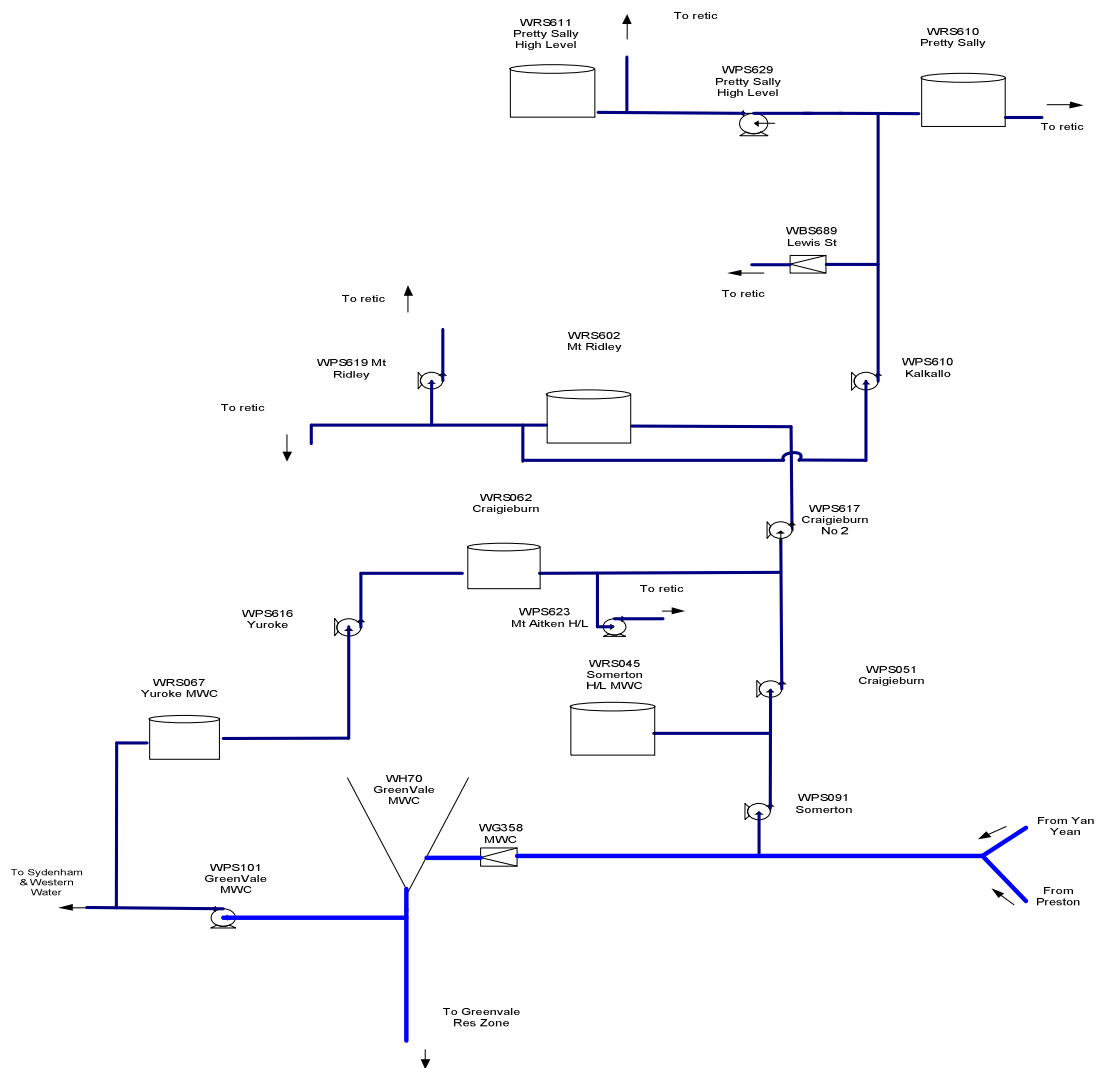 WRS611
Pretty Sally
High Level
To retic
WRS610
Pretty Sally
WPS629
Pretty Sally
High Level
To retic
WBS689
Lewis St
To retic
To retic
WRS602
Mt Ridley
WPS619 Mt
Ridley
WPS610
Kalkallo
To retic
WRS062
Craigieburn
WPS617
Craigieburn
No 2
To retic
WPS623
Mt Aitken H/L
WPS616
Yuroke
WRS045
Somerton
H/L MWC
WPS051
Craigieburn
WRS067
Yuroke MWC
WH70
GreenVale
MWC
WPS091
Somerton
WG358
MWC
From Yan
Yean
WPS101
GreenVale
MWC
To Sydenham
& Western
Water
From
Preston
To Greenvale
Res Zone